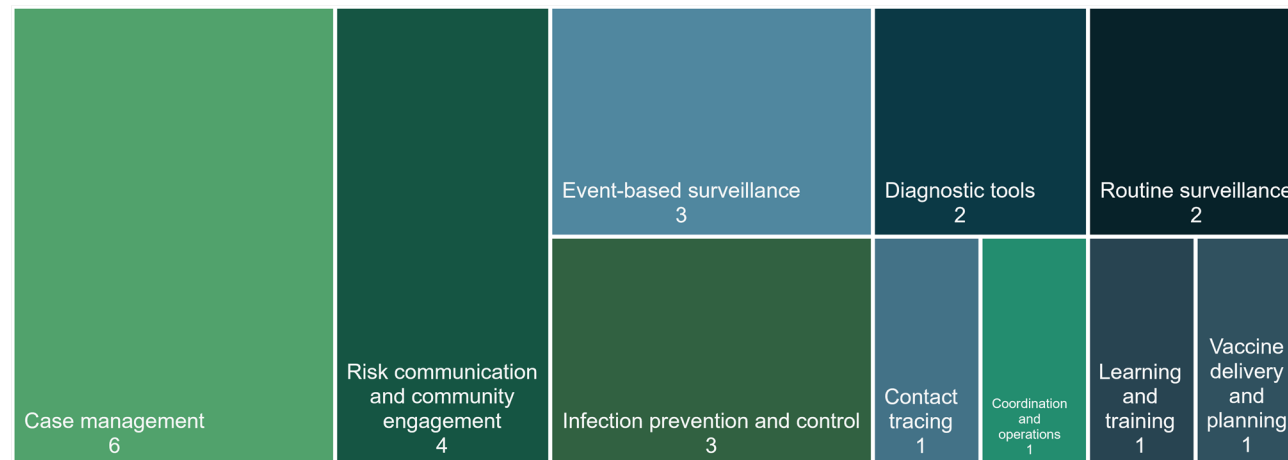 Case management
6
Risk communication
and community
engagement
4
Event-based surveillance
3
Infection prevention and control
3
Diagnostic tools
2
Routine surveillance
2
Contact
tracing
1
Coordination
and
operations
1
Learning
and
training
1
Vaccine
delivery
and
planning
1